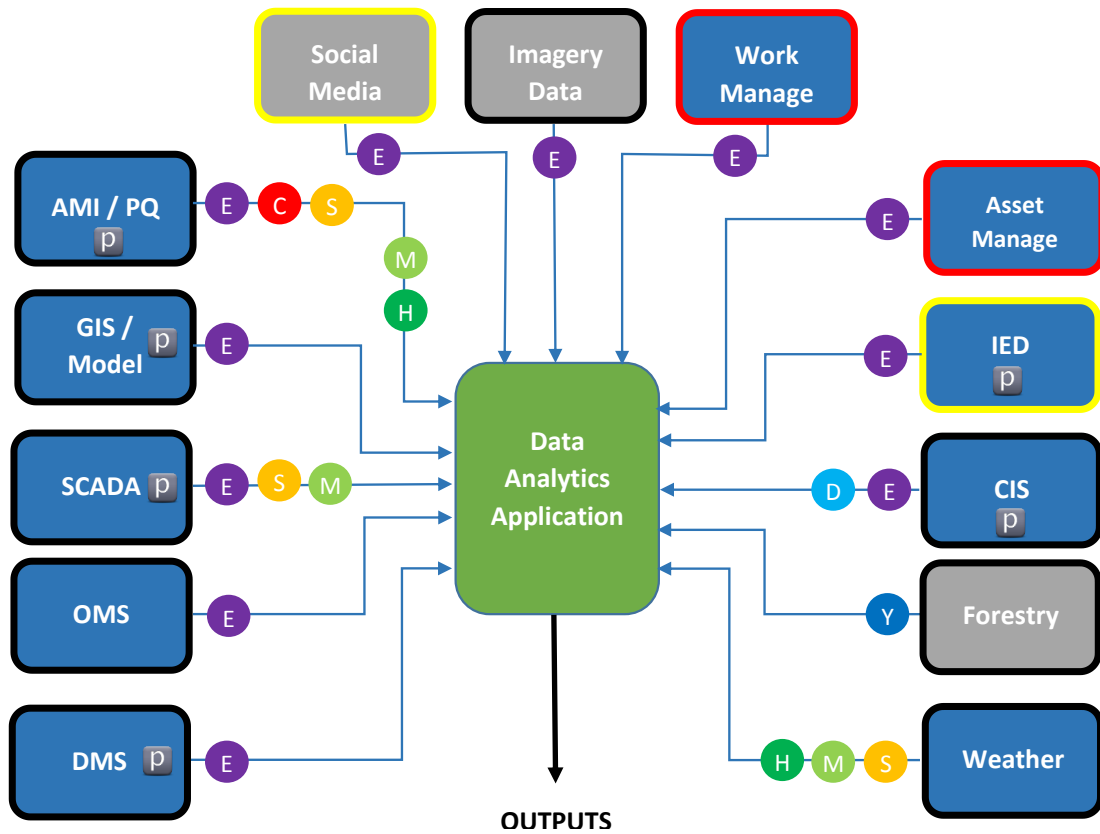 Social
Media
E
Imagery
Data
E
Work
Manage
E
AMI / PQ
p
E C S
M
H
Asset
Manage
E
GIS /
Model
p
E
IED
p
E
SCADA p
E S M
Data
Analytics
Application
D E
CIS
p
OMS
E
Y
Forestry
DMS p
E
H M S
Weather
OUTPUTS